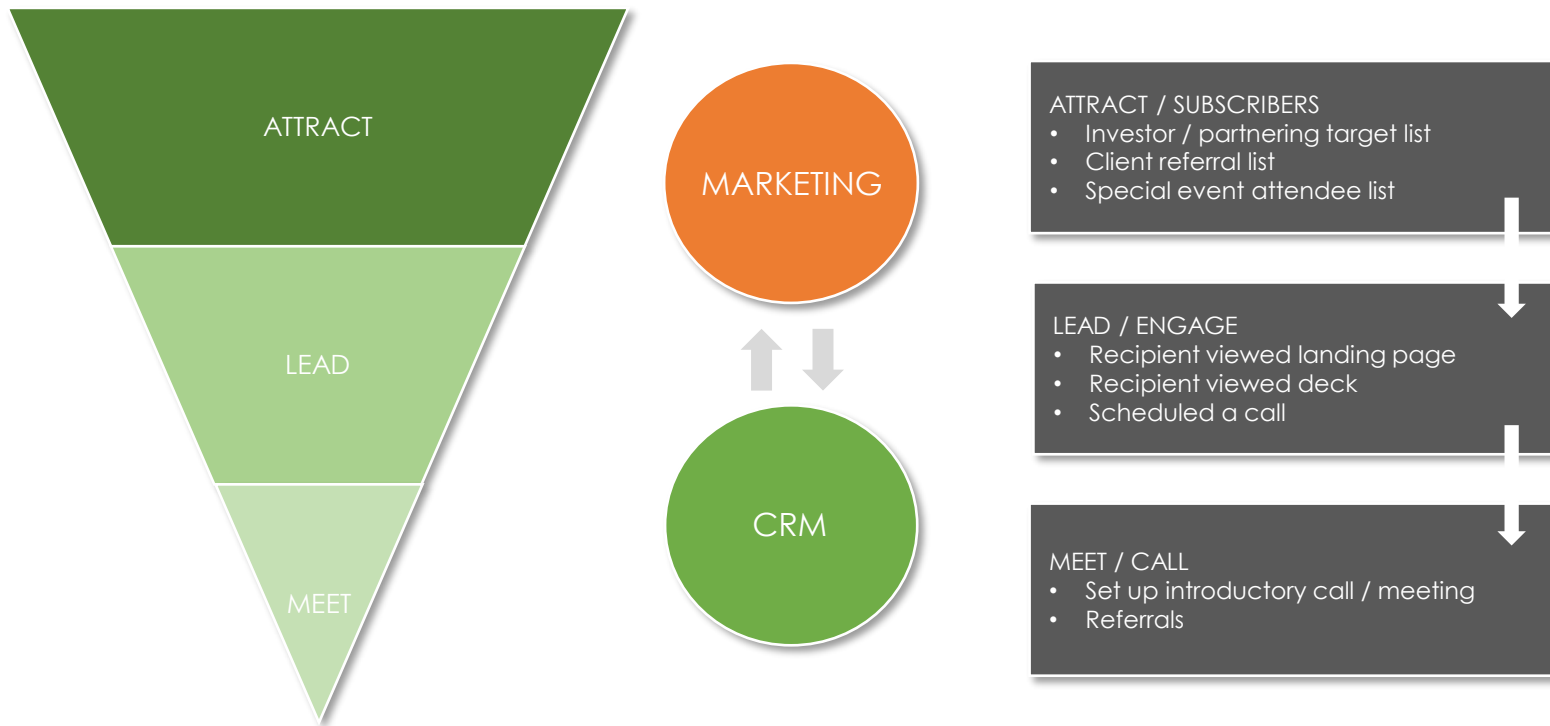 ATTRACT
LEAD
MEET
MARKETING
CRM
ATTRACT / SUBSCRIBERS
• Investor / partnering target list
• Client referral list
• Special event attendee list
LEAD / ENGAGE
• Recipient viewed landing page
• Recipient viewed deck
• Scheduled a call
MEET / CALL
• Set up introductory call / meeting
• Referrals